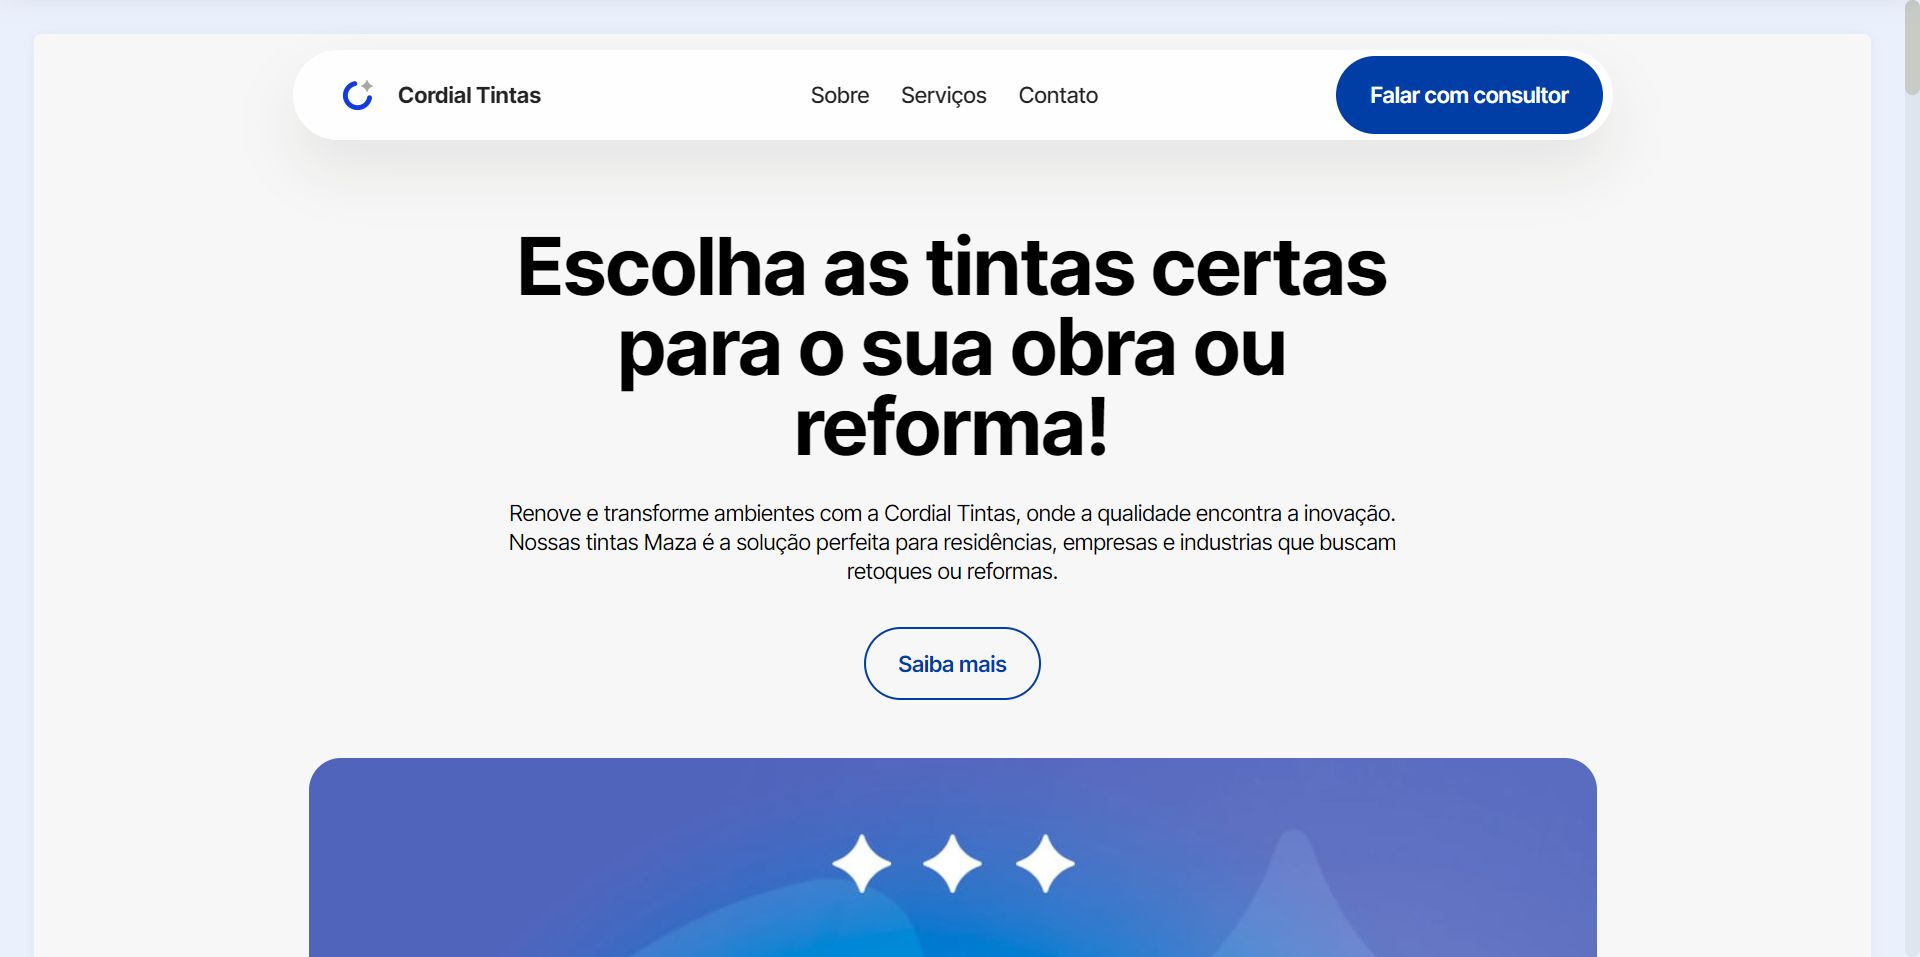 Cordial Tintas
Sobre
Serviços
Contato
Falar com consultor
Escolha as tintas certas
para o sua obra ou
reforma!
Renove e transforme ambientes com a Cordial Tintas, onde a qualidade encontra a inovação.
Nossas tintas Maza é a solução perfeita para residências, empresas e industrias que buscam
retoques ou reformas.
Saiba mais